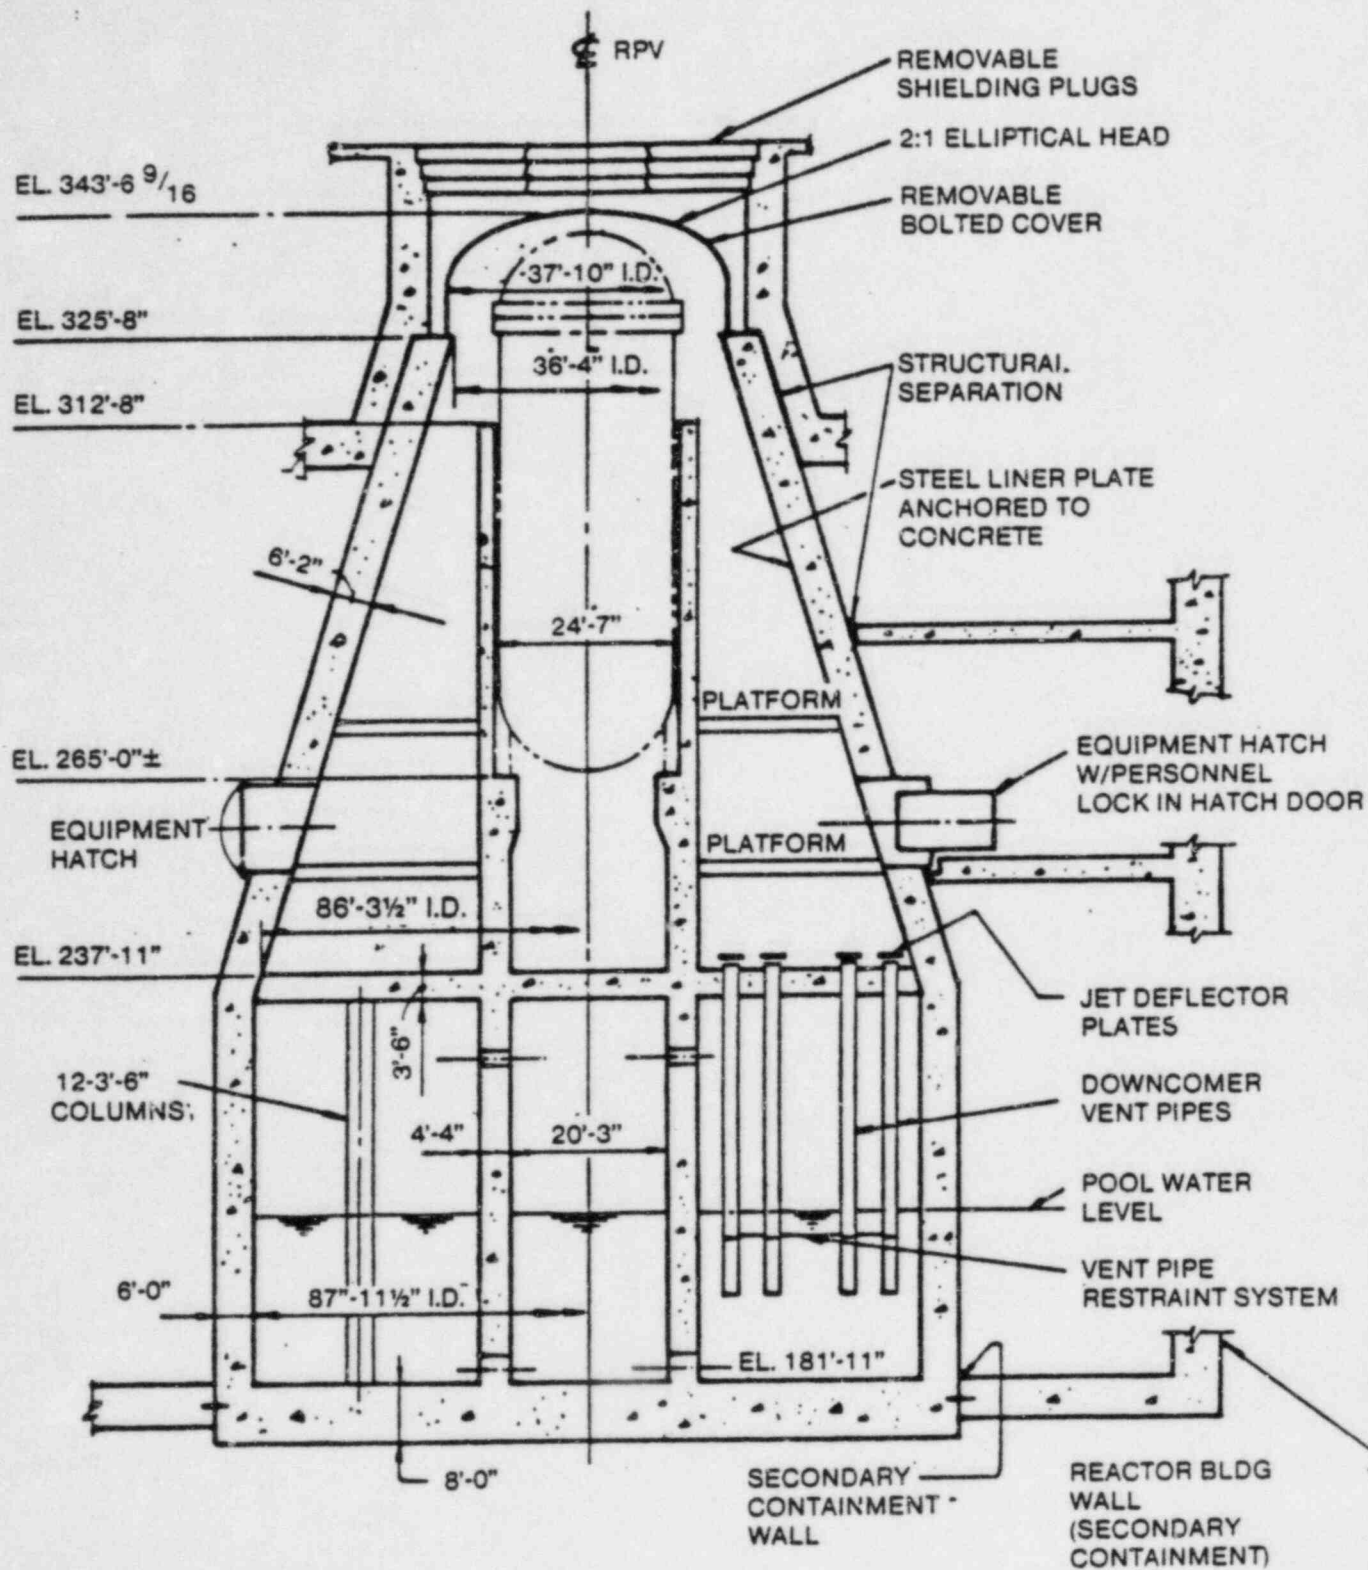 ℄ RPV
REMOVABLE
SHIELDING PLUGS
2:1 ELLIPTICAL HEAD
EL. 343'-6 9/16
REMOVABLE
BOLTED COVER
37'-10" I.D.
EL. 325'-8"
36'-4" I.D.
STRUCTURAL
SEPARATION
EL. 312'-8"
STEEL LINER PLATE
ANCHORED TO
CONCRETE
6'-2"
24'-7"
PLATFORM
EL. 265'-0"±
EQUIPMENT HATCH
W/PERSONNEL
LOCK IN HATCH DOOR
EQUIPMENT
HATCH
PLATFORM
86'-3½" I.D.
EL. 237'-11"
JET DEFLECTOR
PLATES
3'-6"
12-3'-6"
COLUMNS
DOWNCOMER
VENT PIPES
4'-4"
20'-3"
POOL WATER
LEVEL
VENT PIPE
RESTRAINT SYSTEM
6'-0"
87"-11½" I.D.
EL. 181'-11"
8'-0"
SECONDARY
CONTAINMENT
WALL
REACTOR BLDG
WALL
(SECONDARY
CONTAINMENT)